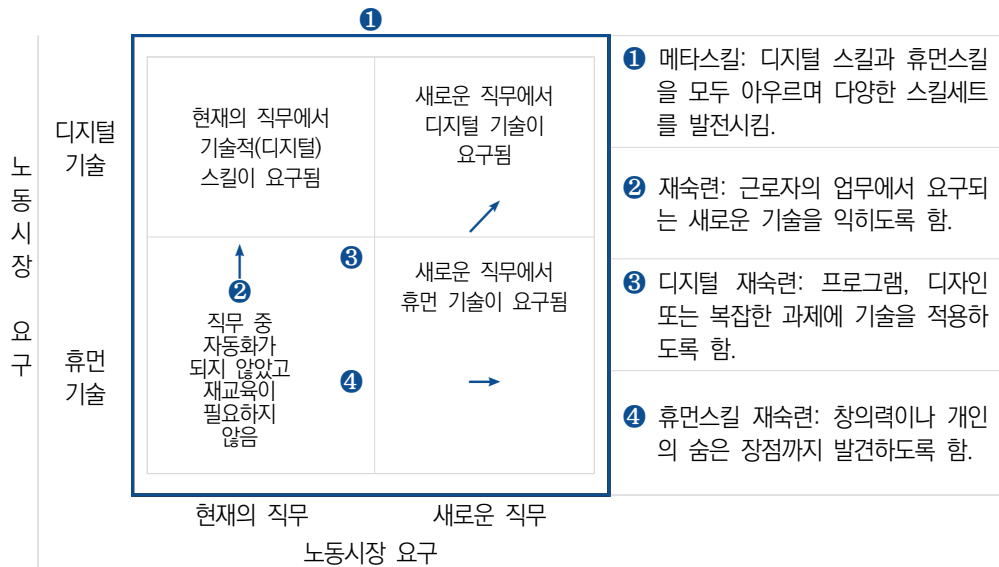 ❶
노동시장 요구
디지털
기술
휴먼
기술
현재의 직무에서
기술적(디지털)
스킬이 요구됨
새로운 직무에서
디지털 기술이
요구됨
❷
직무 중
자동화가
되지 않았고
재교육이
필요하지
않음
❸
❹
새로운 직무에서
휴먼 기술이 요구됨
현재의 직무
새로운 직무
노동시장 요구
❶ 메타스킬: 디지털 스킬과 휴먼스킬
을 모두 아우르며 다양한 스킬세트
를 발전시킴.
❷ 재숙련: 근로자의 업무에서 요구되
는 새로운 기술을 익히도록 함.
❸ 디지털 재숙련: 프로그램, 디자인
또는 복잡한 과제에 기술을 적용하
도록 함.
❹ 휴먼스킬 재숙련: 창의력이나 개인
의 숨은 장점까지 발견하도록 함.